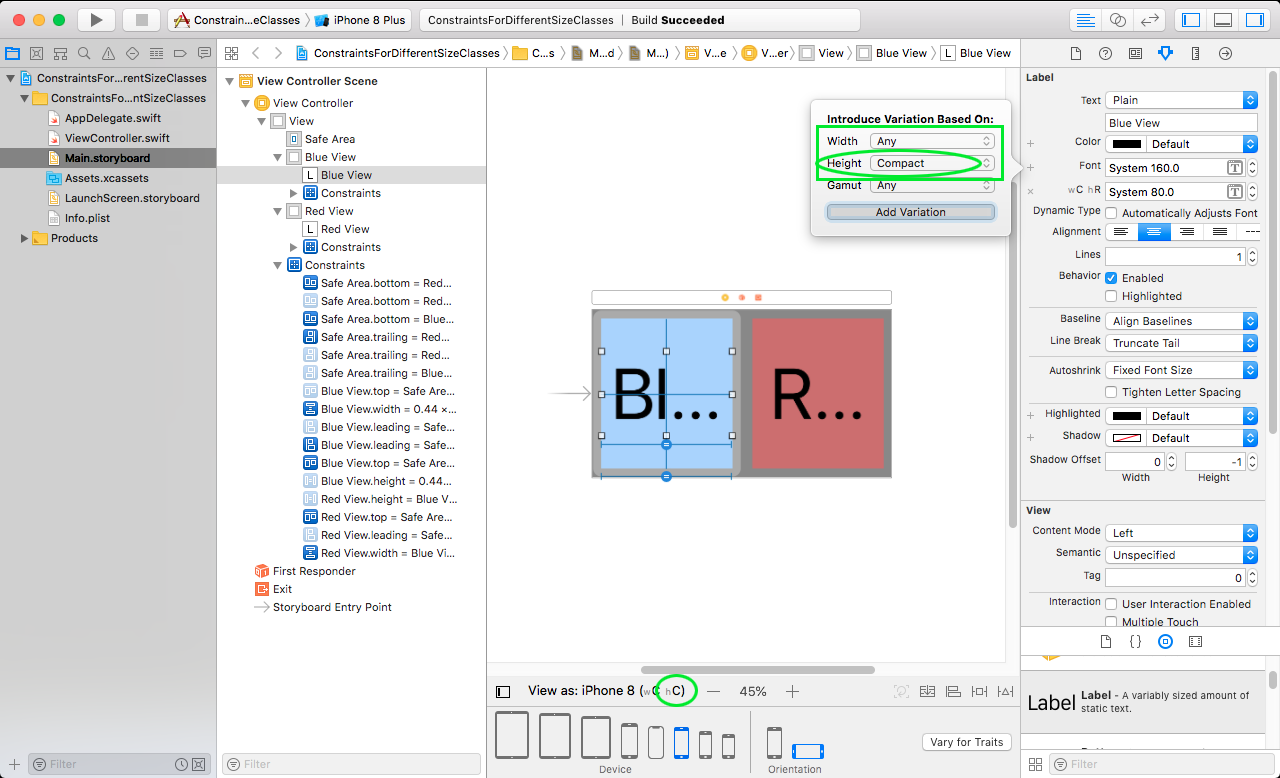 Constrain...eClasses
iPhone 8 Plus
ConstraintsForDifferentSizeClasses | Build Succeeded
ConstraintsForDifferentSizeClasses
C...s
M...d
M...)
V...e
V...er
View
Blue View
L Blue View
ConstraintsFor...rentSizeClasses
ConstraintsFo...ntSizeClasses
AppDelegate.swift
ViewController.swift
Main.storyboard
Assets.xcassets
LaunchScreen.storyboard
Info.plist
Products
Filter
View Controller Scene
View Controller
View
Safe Area
Blue View
L Blue View
Constraints
Red View
L Red View
Constraints
Constraints
Safe Area.bottom = Red...
Safe Area.bottom = Red...
Safe Area.bottom = Blue...
Safe Area.trailing = Red...
Safe Area.trailing = Red...
Safe Area.trailing = Blue...
Blue View.top = Safe Are...
Blue View.width = 0.44 ×...
Blue View.leading = Safe...
Blue View.leading = Safe...
Blue View.top = Safe Are...
Blue View.height = 0.44...
Red View.height = Blue V...
Red View.top = Safe Are...
Red View.leading = Safe...
Red View.width = Blue Vi...
First Responder
Exit
Storyboard Entry Point
Filter
Introduce Variation Based On:
Width Any
Height Compact
Gamut Any
Add Variation
Bl...
R...
View as: iPhone 8 (wC hC)
45%
Device
Orientation
Vary for Traits
Label
Text Plain
Blue View
Color Default
Font System 160.0
wC hR System 80.0
Dynamic Type Automatically Adjusts Font
Alignment
Lines 1
Behavior Enabled
Highlighted
Baseline Align Baselines
Line Break Truncate Tail
Autoshrink Fixed Font Size
Tighten Letter Spacing
Highlighted Default
Shadow Default
Shadow Offset 0 -1
Width Height
View
Content Mode Left
Semantic Unspecified
Tag 0
Interaction User Interaction Enabled
Multiple Touch
Label
Label - A variably sized amount of
static text.
Filter